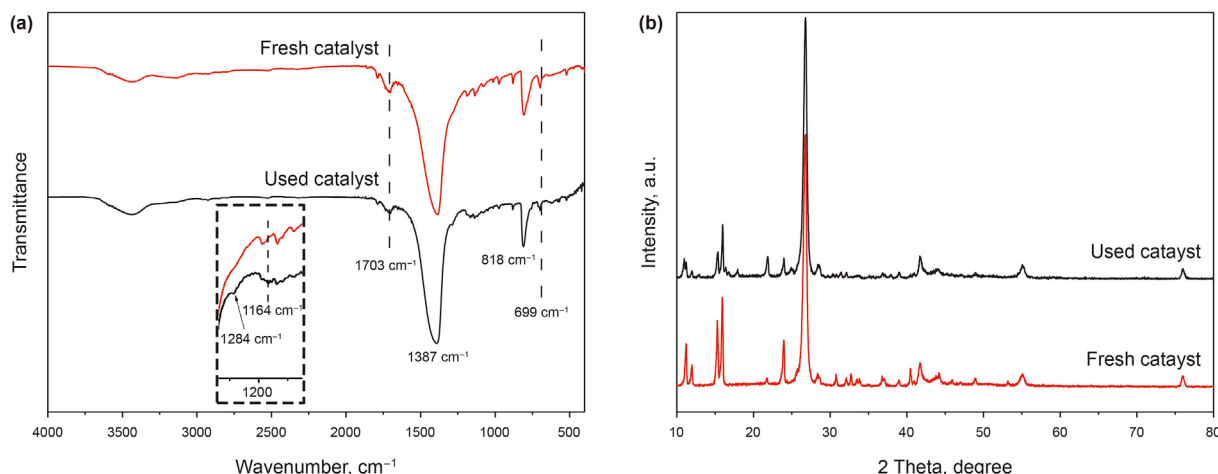 (a)
Fresh catalyst
Used catalyst
1703 cm⁻¹
818 cm⁻¹
699 cm⁻¹
1164 cm⁻¹
1284 cm⁻¹
1387 cm⁻¹
1200
Transmittance
4000 3500 3000 2500 2000 1500 1000 500
Wavenumber, cm⁻¹
(b)
Used catayst
Fresh catayst
Intensity, a.u.
10 20 30 40 50 60 70 80
2 Theta, degree